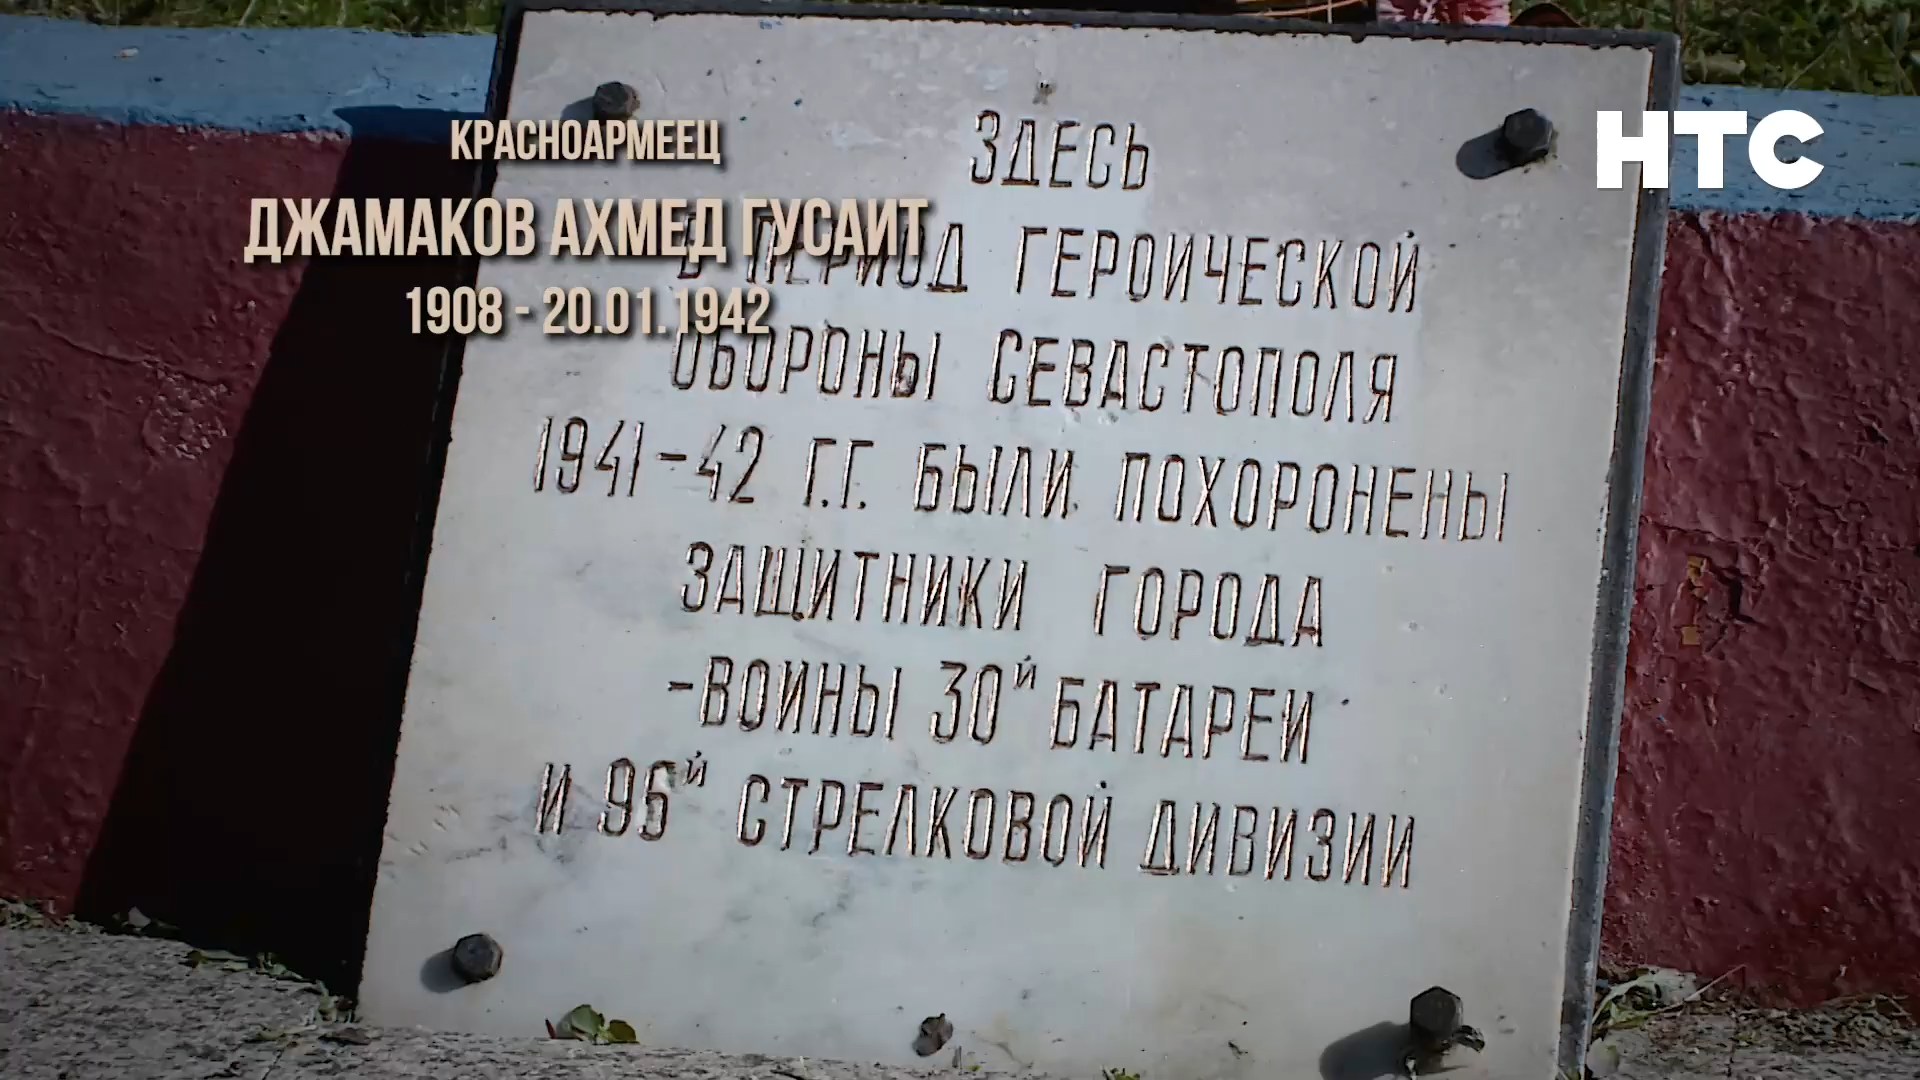 КРАСНОАРМЕЕЦ
ДЖАМАКОВ АХМЕД ГУСАИТ
1908 - 20.01.1942
НТС
ЗДЕСЬ
В ПЕРИОД ГЕРОИЧЕСКОЙ
ОБОРОНЫ СЕВАСТОПОЛЯ
1941-42 Г.Г. БЫЛИ ПОХОРОНЕНЫ
ЗАЩИТНИКИ ГОРОДА
-ВОИНЫ 30Й БАТАРЕИ
И 95Й СТРЕЛКОВОЙ ДИВИЗИИ